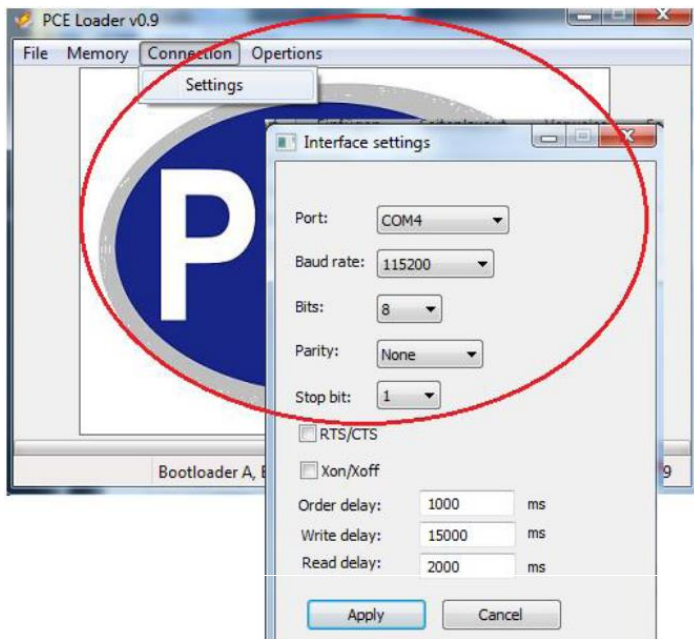 PCE Loader v0.9
File Memory Connection Opertions
Settings
P
Interface settings
Port: COM4
Baud rate: 115200
Bits: 8
Parity: None
Stop bit: 1
RTS/CTS
Xon/Xoff
Order delay: 1000 ms
Write delay: 15000 ms
Read delay: 2000 ms
Apply Cancel
Bootloader A,
9